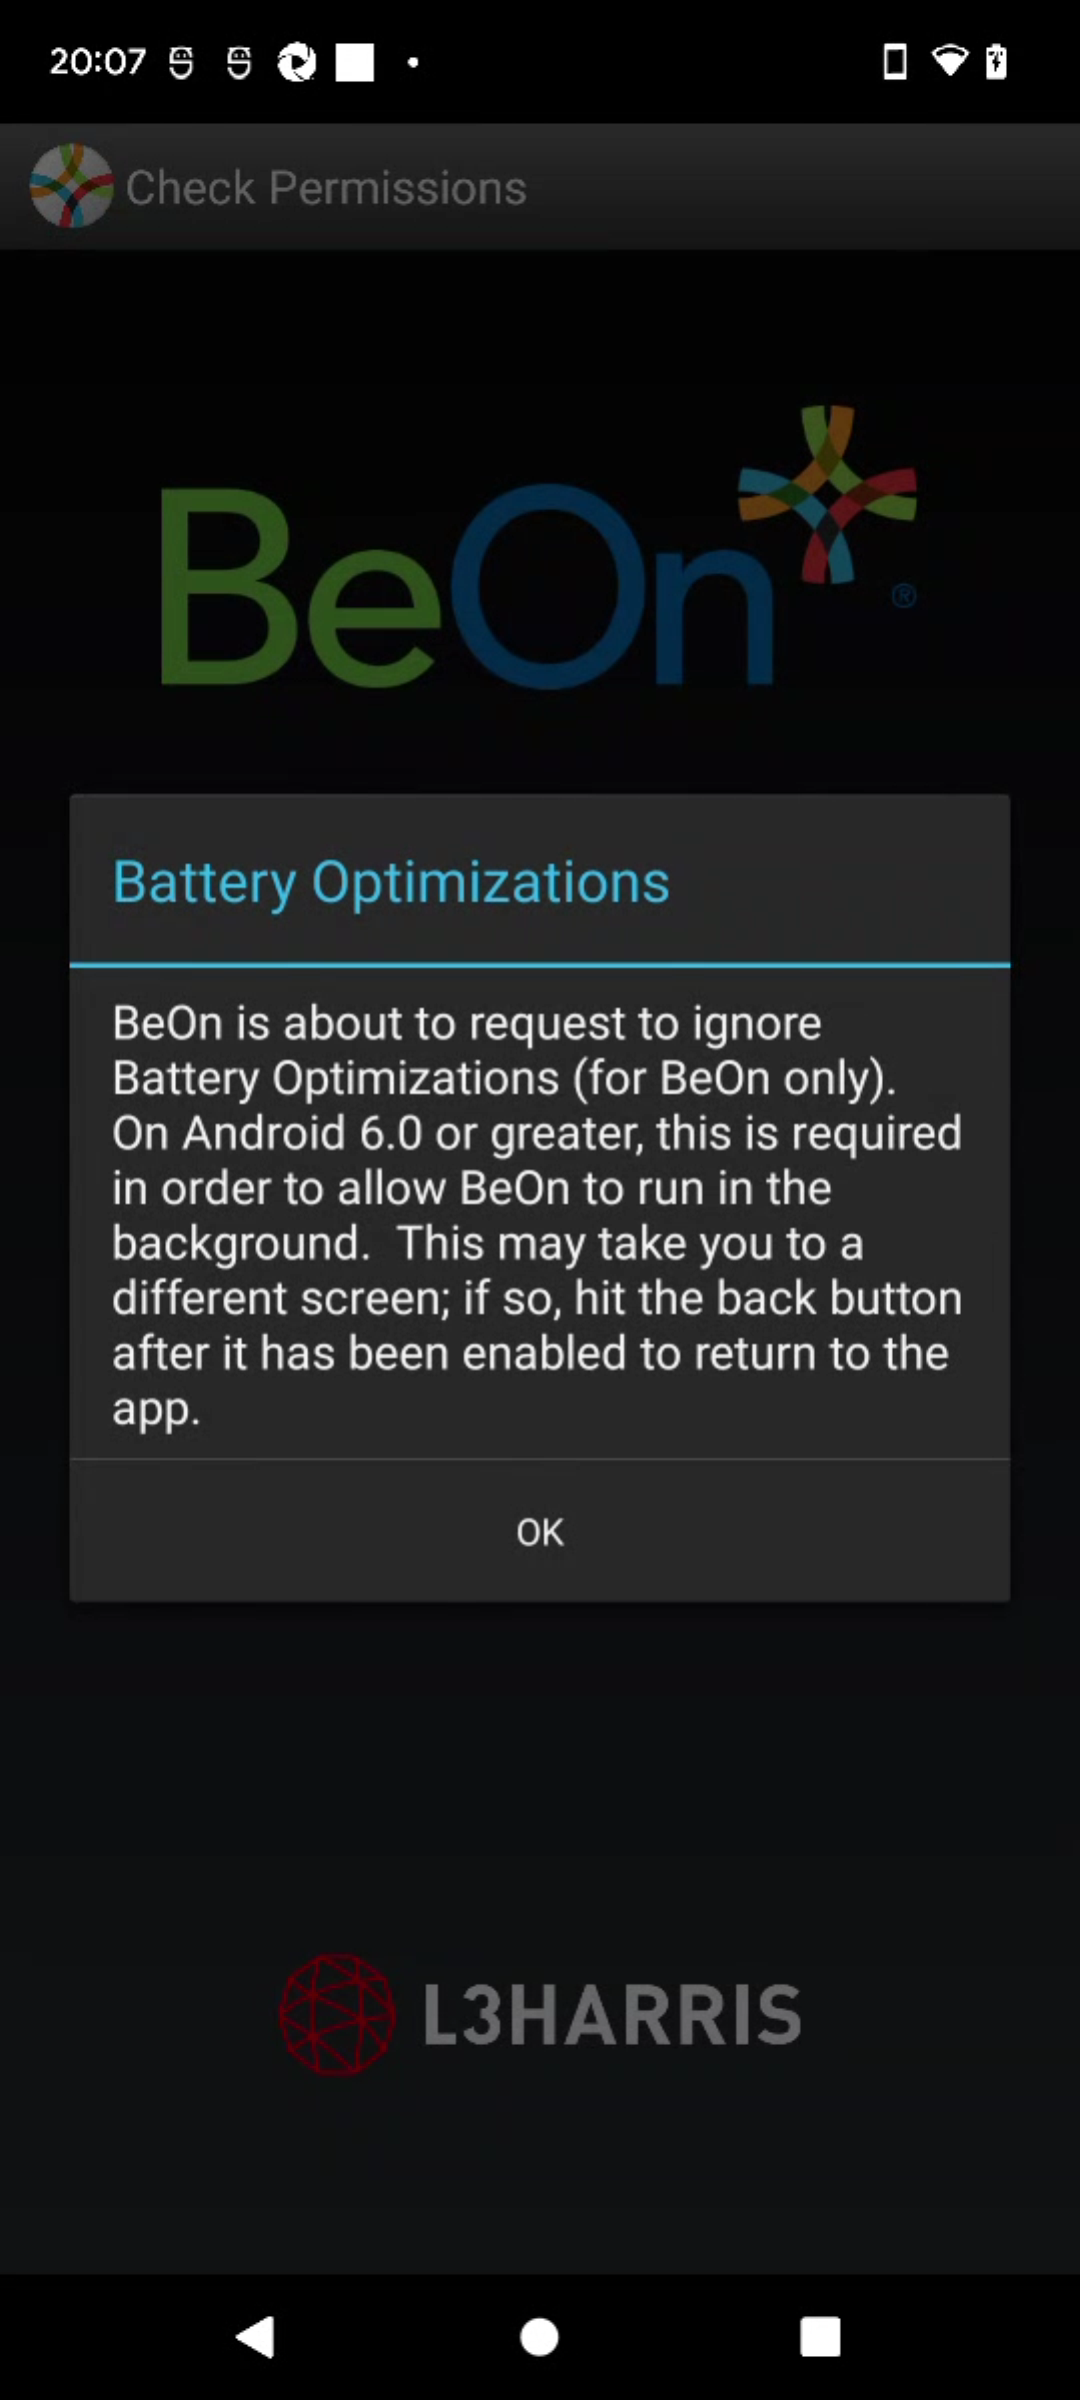 20:07
Check Permissions
BeOn
®
Battery Optimizations
BeOn is about to request to ignore
Battery Optimizations (for BeOn only).
On Android 6.0 or greater, this is required
in order to allow BeOn to run in the
background.  This may take you to a
different screen; if so, hit the back button
after it has been enabled to return to the
app.
OK
L3HARRIS